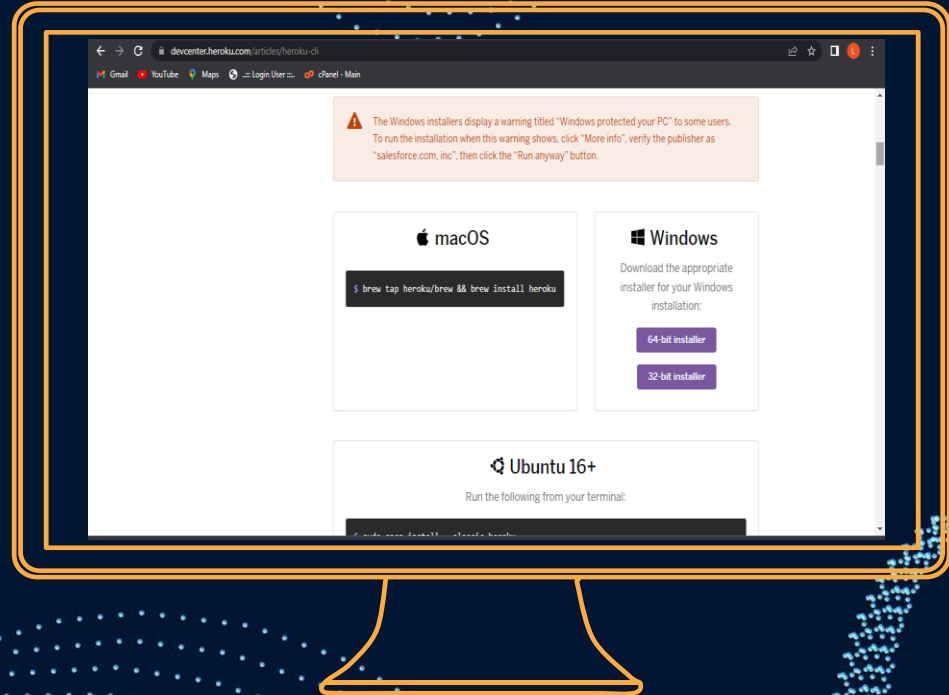 devcenter.heroku.com/articles/heroku-cli
L
Gmail YouTube Maps ..::: Login User :::.. cPanel - Main
The Windows installers display a warning titled “Windows protected your PC” to some users.
To run the installation when this warning shows, click “More info”, verify the publisher as
“salesforce.com, inc”, then click the “Run anyway” button.
macOS
$ brew tap heroku/brew && brew install heroku
Windows
Download the appropriate
installer for your Windows
installation:
64-bit installer
32-bit installer
Ubuntu 16+
Run the following from your terminal: